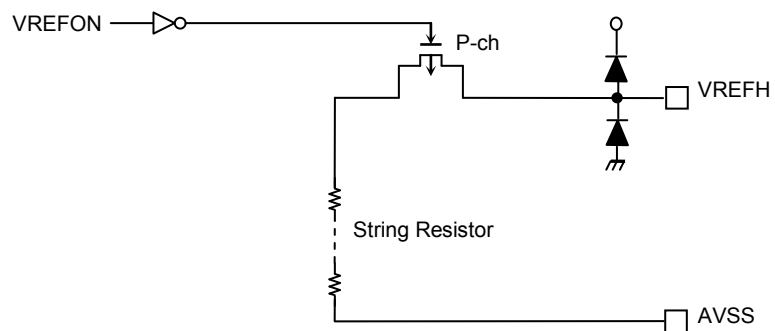 VREFON
P-ch
VREFH
String Resistor
AVSS